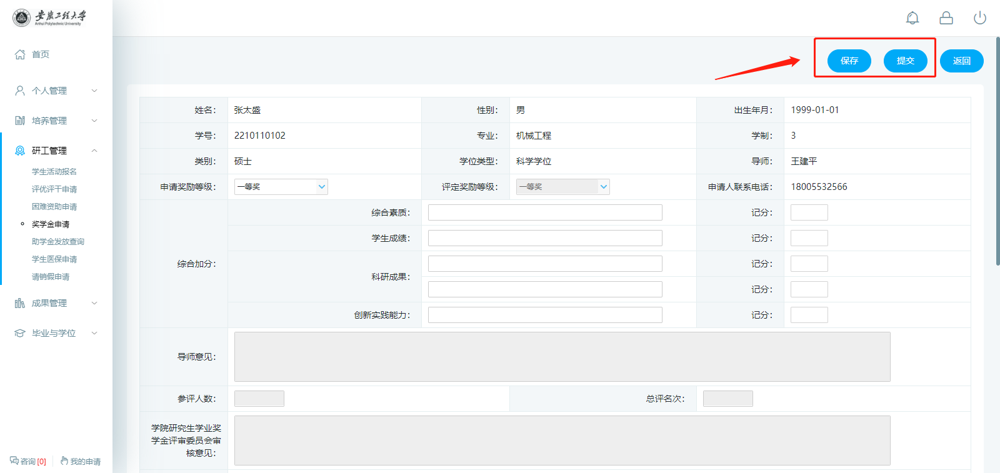 安徽工程大学
Anhui Polytechnic University
首页
个人管理
培养管理
研工管理
学生活动报名
评优评干申请
困难资助申请
奖学金申请
助学金发放查询
学生医保申请
请销假申请
成果管理
毕业与学位
咨询[0] 我的申请
保存 提交 返回
姓名： 张太盛 性别： 男 出生年月： 1999-01-01
学号： 2210110102 专业： 机械工程 学制： 3
类别： 硕士 学位类型： 科学学位 导师： 王建平
申请奖励等级： 一等奖 评定奖励等级： 一等奖 申请人联系电话： 18005532566
综合加分：
综合素质： 记分：
学生成绩： 记分：
科研成果： 记分：
记分：
创新实践能力： 记分：
导师意见：
参评人数： 总评名次：
学院研究生学业奖
学金评审委员会审
核意见：